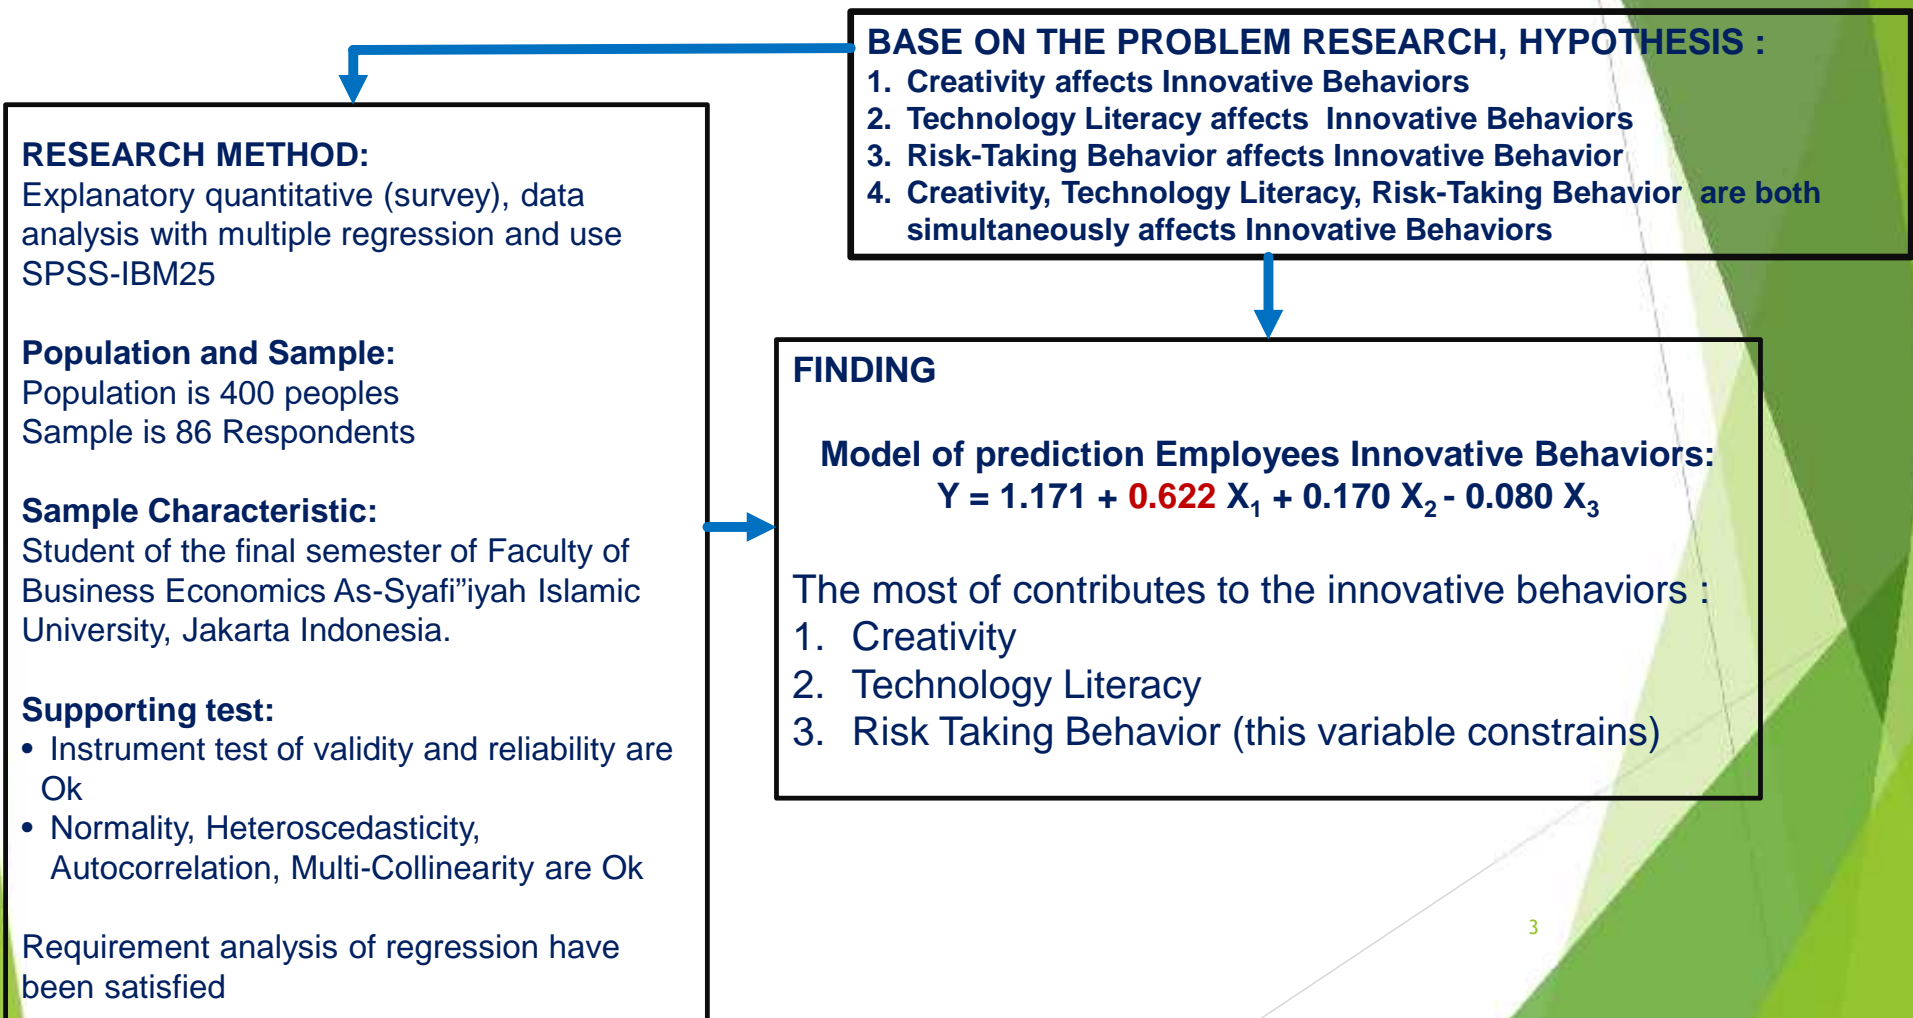 BASE ON THE PROBLEM RESEARCH, HYPOTHESIS :
1. Creativity affects Innovative Behaviors
2. Technology Literacy affects Innovative Behaviors
3. Risk-Taking Behavior affects Innovative Behavior
4. Creativity, Technology Literacy, Risk-Taking Behavior are both
simultaneously affects Innovative Behaviors
RESEARCH METHOD:
Explanatory quantitative (survey), data
analysis with multiple regression and use
SPSS-IBM25
Population and Sample:
Population is 400 peoples
Sample is 86 Respondents
Sample Characteristic:
Student of the final semester of Faculty of
Business Economics As-Syafi"iyah Islamic
University, Jakarta Indonesia.
Supporting test:
• Instrument test of validity and reliability are
Ok
• Normality, Heteroscedasticity,
Autocorrelation, Multi-Collinearity are Ok
Requirement analysis of regression have
been satisfied
FINDING
Model of prediction Employees Innovative Behaviors:
Y = 1.171 + 0.622 X₁ + 0.170 X₂ - 0.080 X₃
The most of contributes to the innovative behaviors :
1. Creativity
2. Technology Literacy
3. Risk Taking Behavior (this variable constrains)
3